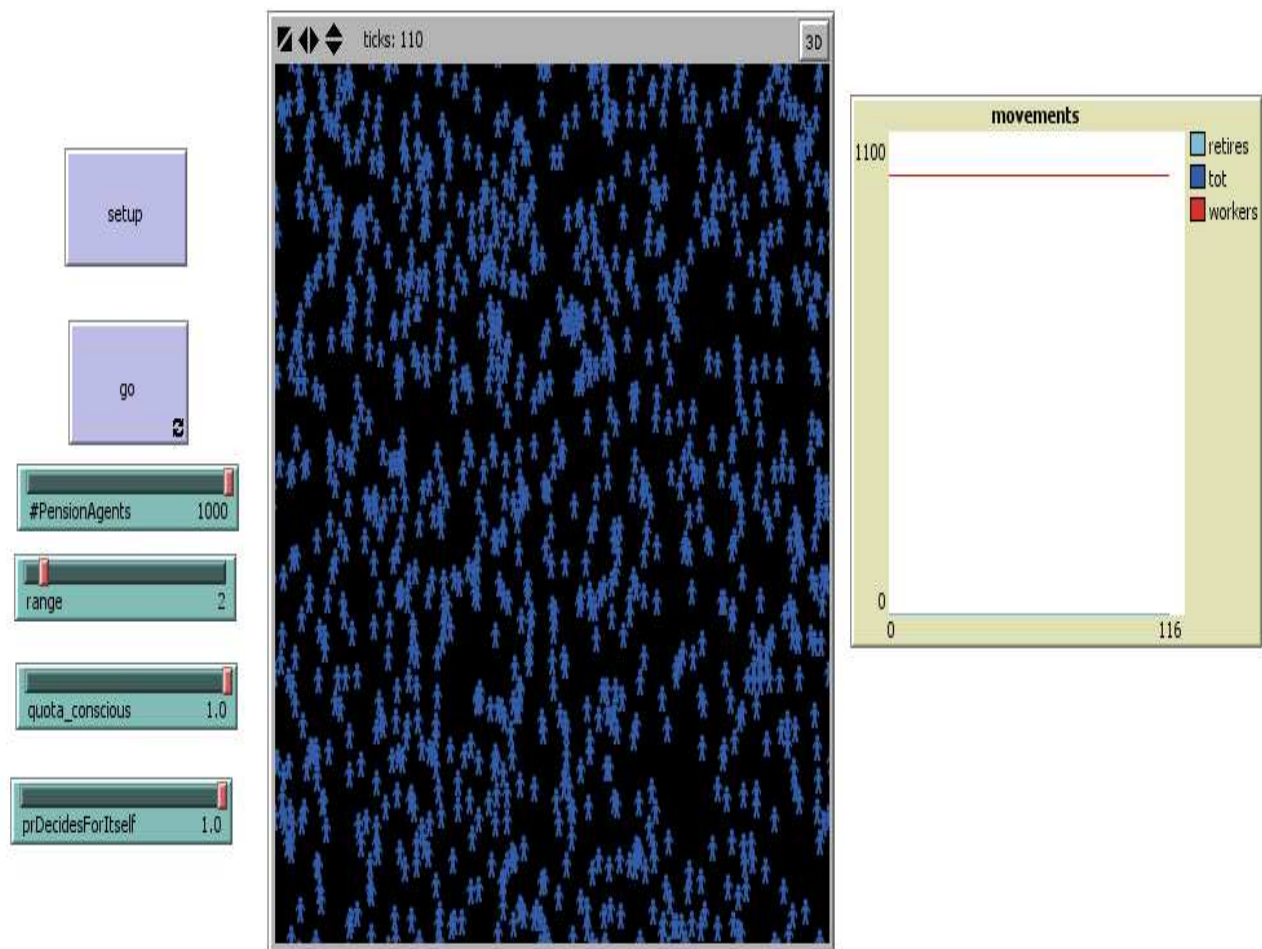 ticks: 110
3D
setup
go
#PensionAgents 1000
range 2
quota_conscious 1.0
prDecidesForItself 1.0
movements
1100
0
0 116
retires
tot
workers